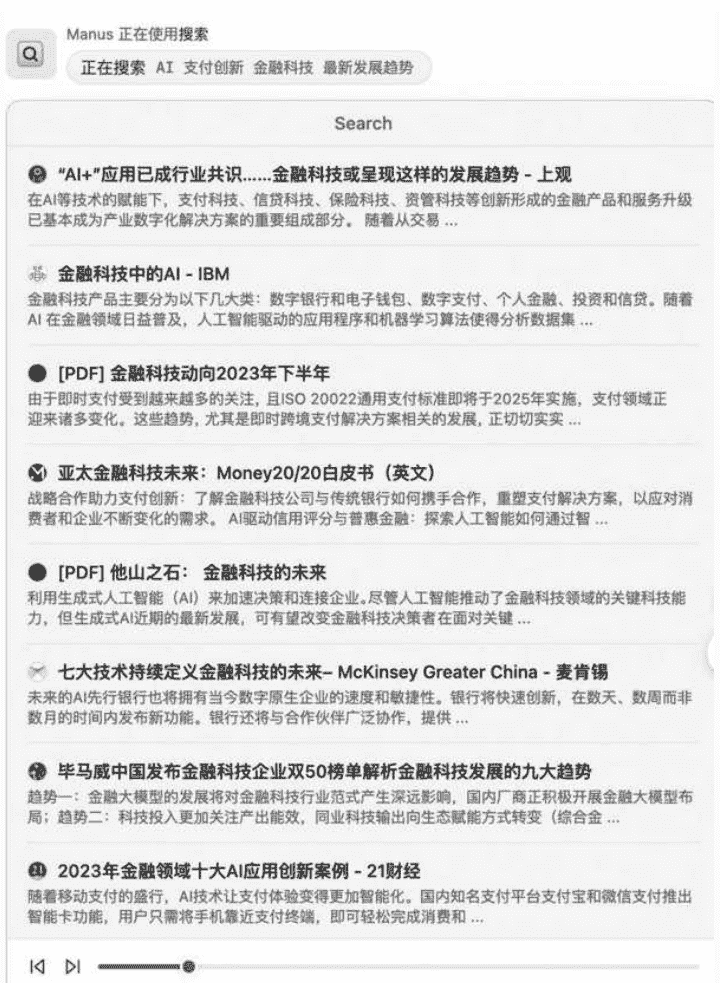 Manus 正在使用搜索
正在搜索 AI 支付创新 金融科技 最新发展趋势
Search
“AI+”应用已成行业共识……金融科技或呈现这样的发展趋势 - 上观
在AI等技术的赋能下，支付科技、信贷科技、保险科技、资管科技等创新形成的金融产品和服务升级
已基本成为产业数字化解决方案的重要组成部分。 随着从交易 ...
金融科技中的AI - IBM
金融科技产品主要分为以下几大类：数字银行和电子钱包、数字支付、个人金融、投资和信贷。随着
AI 在金融领域日益普及，人工智能驱动的应用程序和机器学习算法使得分析数据集 ...
[PDF] 金融科技动向2023年下半年
由于即时支付受到越来越多的关注, 且ISO 20022通用支付标准即将于2025年实施，支付领域正
迎来诸多变化。这些趋势, 尤其是即时跨境支付解决方案相关的发展, 正切切实实 ...
亚太金融科技未来：Money20/20白皮书（英文）
战略合作助力支付创新：了解金融科技公司与传统银行如何携手合作，重塑支付解决方案，以应对消
费者和企业不断变化的需求。 AI驱动信用评分与普惠金融：探索人工智能如何通过智 ...
[PDF] 他山之石： 金融科技的未来
利用生成式人工智能（AI）来加速决策和连接企业。尽管人工智能推动了金融科技领域的关键科技能
力，但生成式AI近期的最新发展，可有望改变金融科技决策者在面对关键 ...
七大技术持续定义金融科技的未来– McKinsey Greater China - 麦肯锡
未来的AI先行银行也将拥有当今数字原生企业的速度和敏捷性。银行将快速创新，在数天、数周而非
数月的时间内发布新功能。银行还将与合作伙伴广泛协作，提供 ...
毕马威中国发布金融科技企业双50榜单解析金融科技发展的九大趋势
趋势一：金融大模型的发展将对金融科技行业范式产生深远影响，国内厂商正积极开展金融大模型布
局；趋势二：科技投入更加关注产出能效，同业科技输出向生态赋能方式转变（综合金 ...
2023年金融领域十大AI应用创新案例 - 21财经
随着移动支付的盛行，AI技术让支付体验变得更加智能化。国内知名支付平台支付宝和微信支付推出
智能卡功能，用户只需将手机靠近支付终端，即可轻松完成消费和 ...